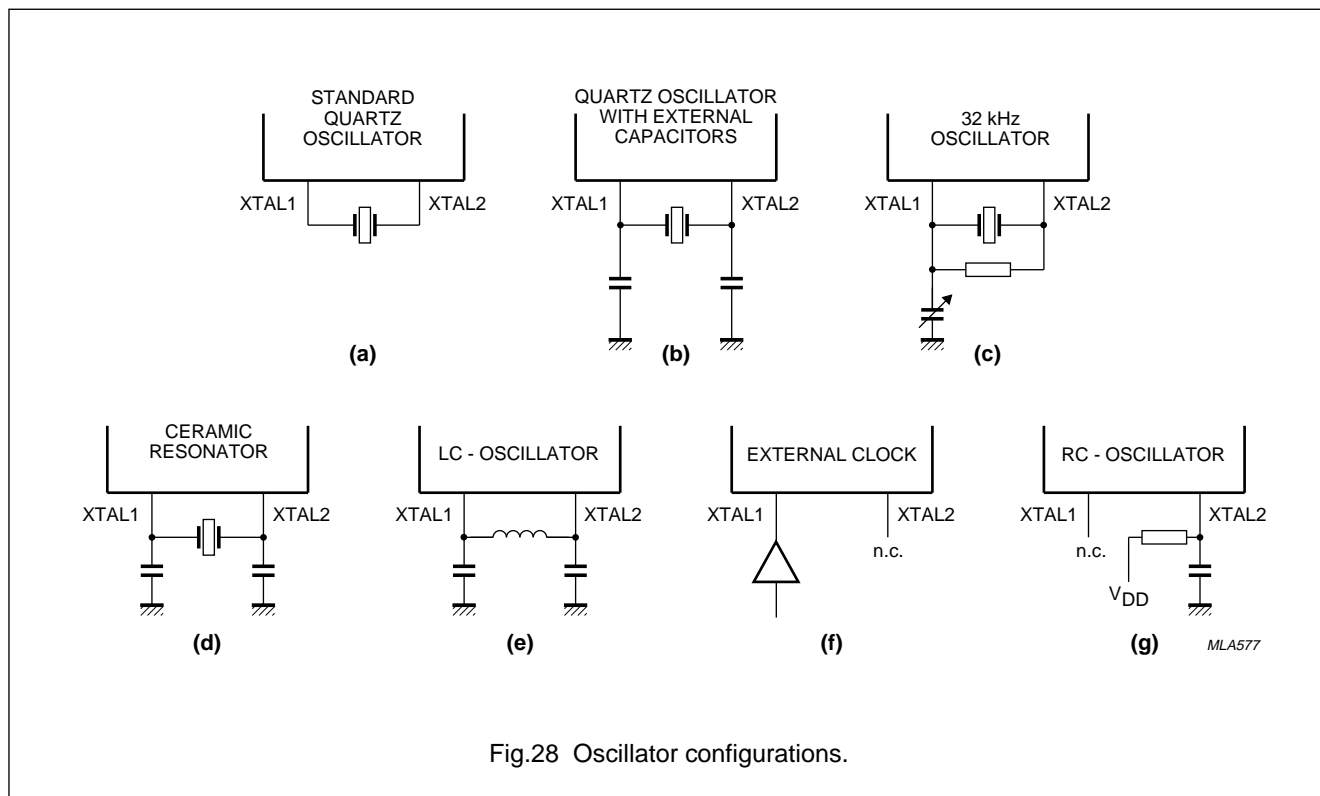 STANDARD
QUARTZ
OSCILLATOR
XTAL1
XTAL2
(a)
QUARTZ OSCILLATOR
WITH EXTERNAL
CAPACITORS
XTAL1
XTAL2
(b)
32 kHz
OSCILLATOR
XTAL1
XTAL2
(c)
CERAMIC
RESONATOR
XTAL1
XTAL2
(d)
LC - OSCILLATOR
XTAL1
XTAL2
(e)
EXTERNAL CLOCK
XTAL1
XTAL2
n.c.
(f)
RC - OSCILLATOR
XTAL1
XTAL2
n.c.
VDD
(g)
MLA577
Fig.28 Oscillator configurations.